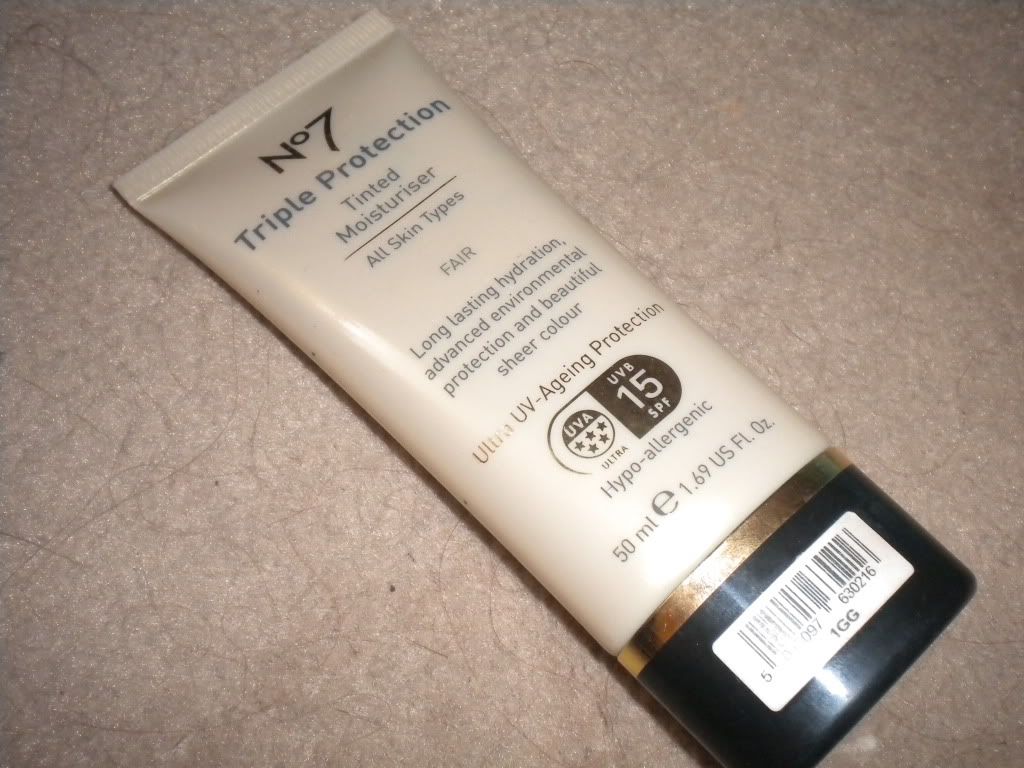 No7
Triple Protection
Tinted
Moisturiser
All Skin Types
FAIR
Long lasting hydration,
advanced environmental
protection and beautiful
sheer colour
Ultra UV-Ageing Protection
UVA
ULTRA
UVB
15
SPF
Hypo-allergenic
50 ml e 1.69 US Fl. Oz.
5 097 630216
1GG